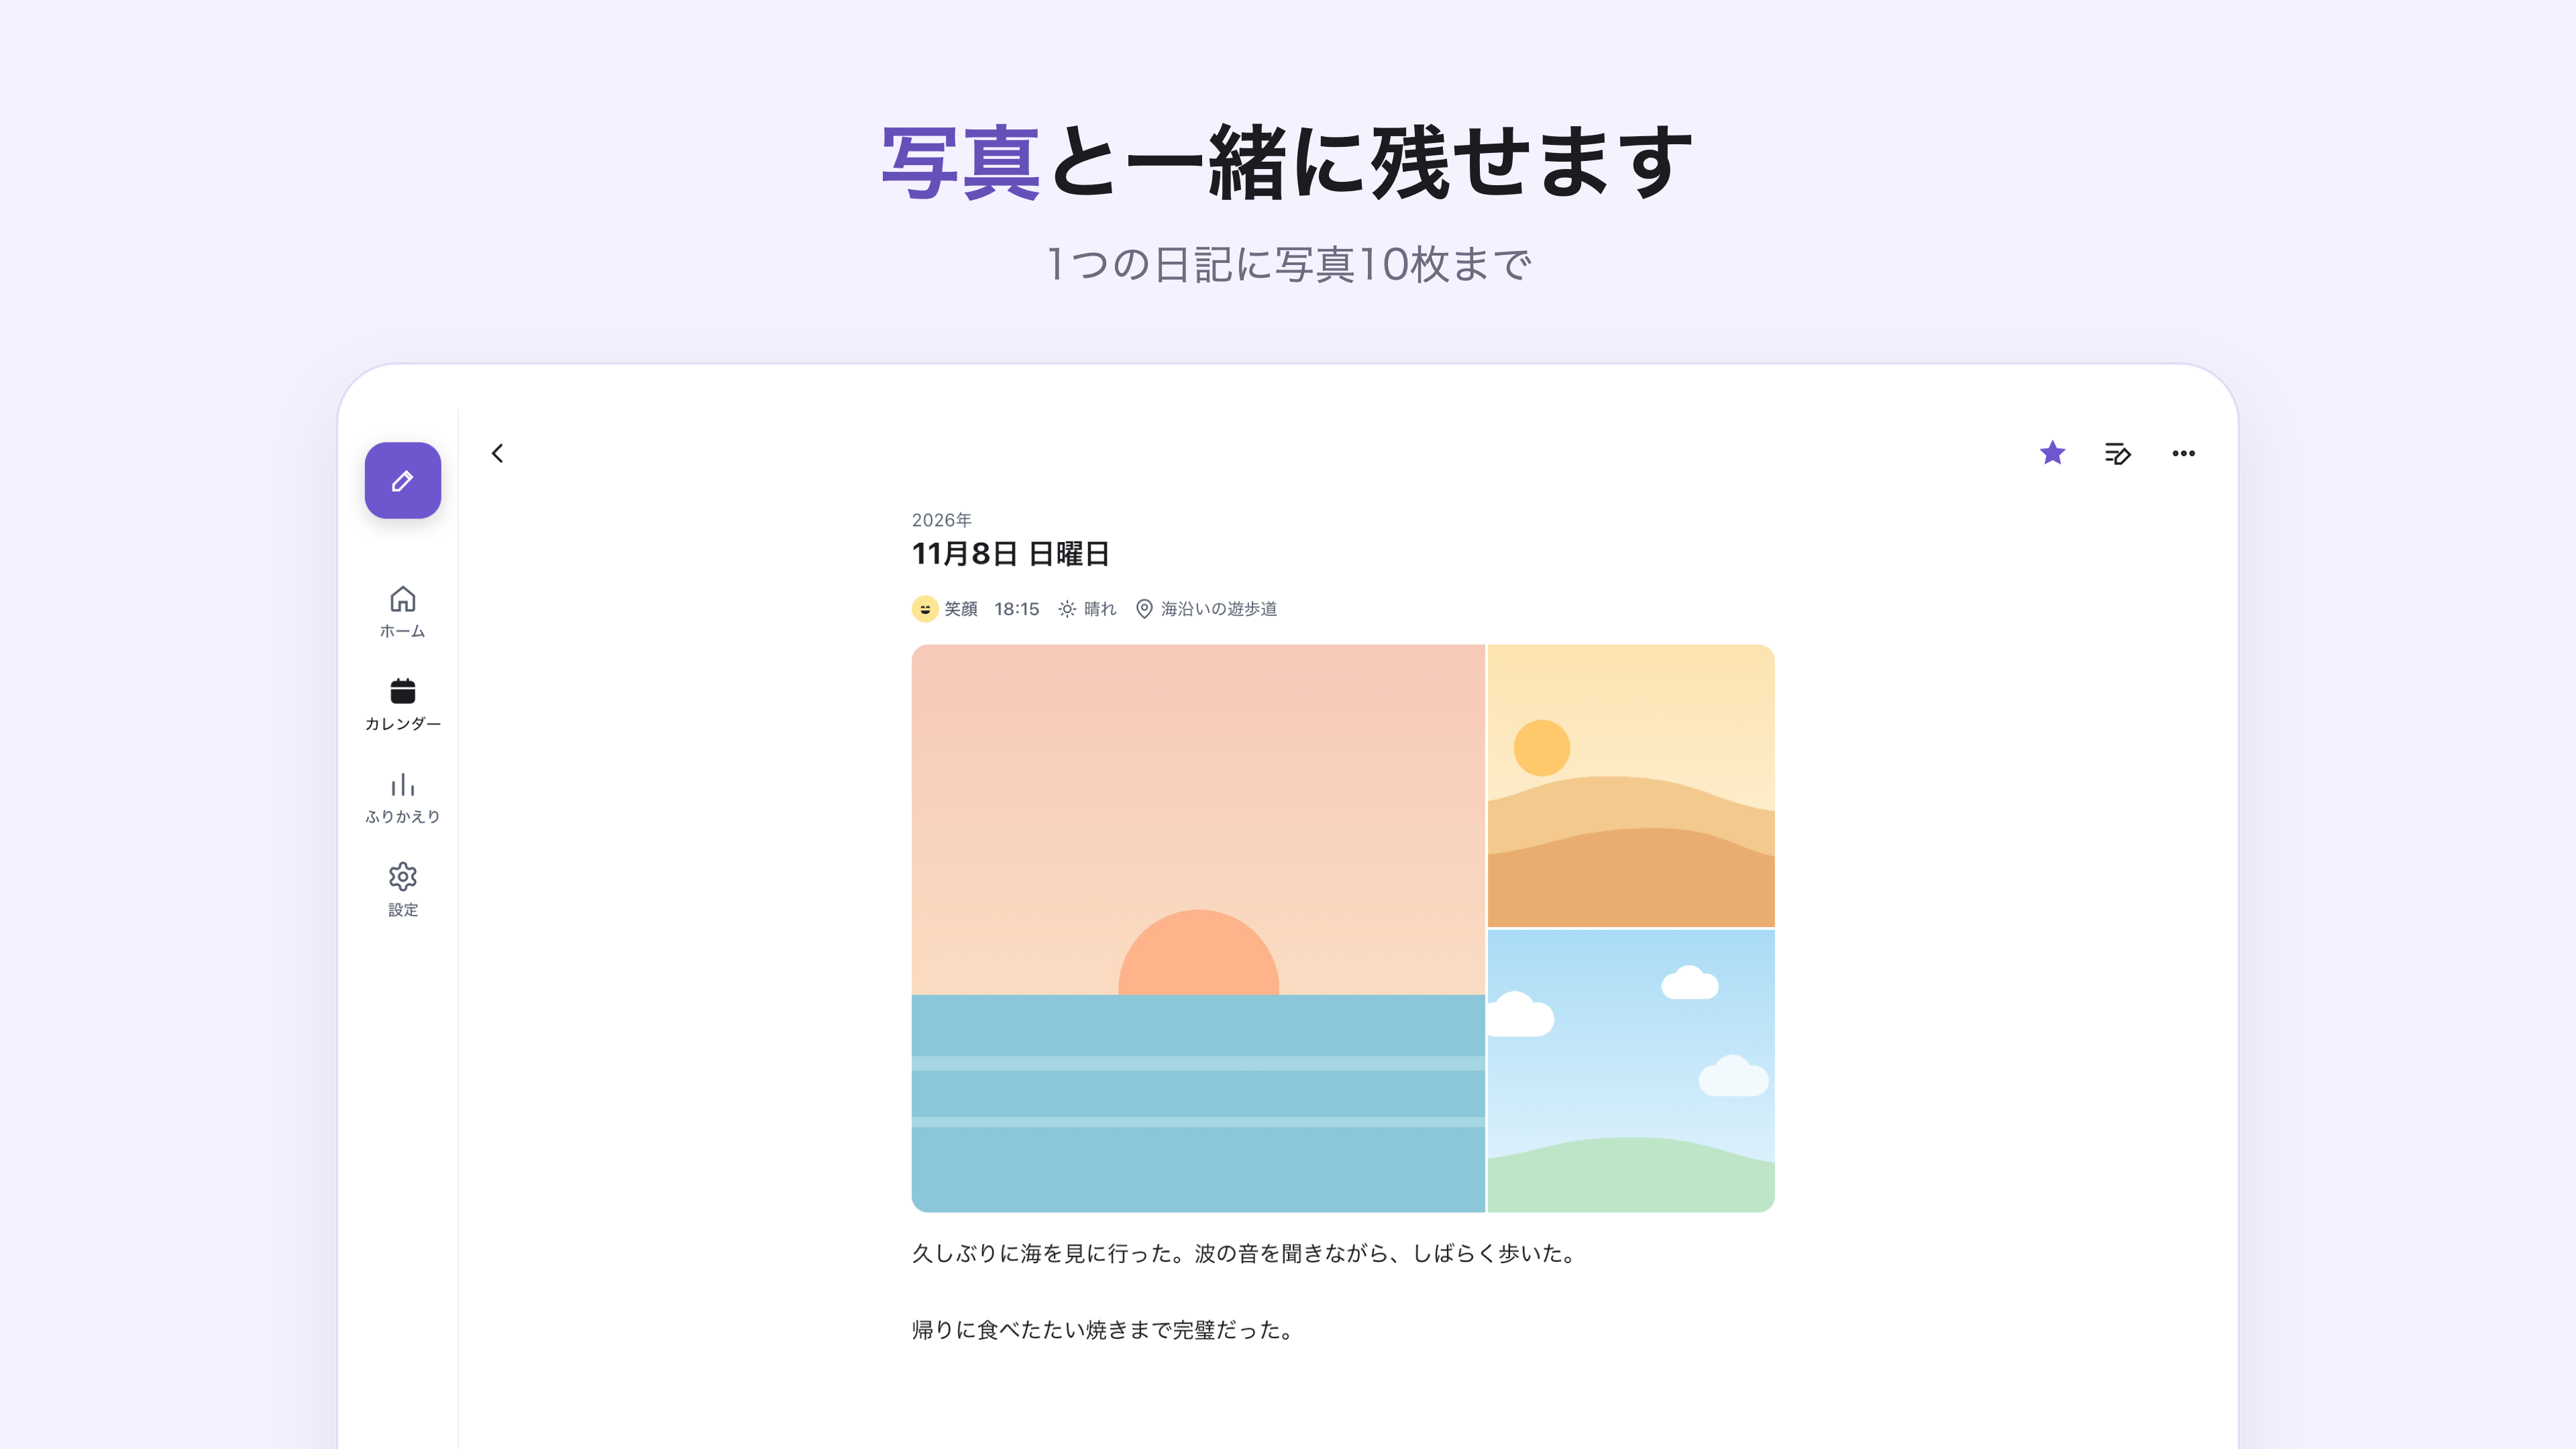 写真と一緒に残せます
1つの日記に写真10枚まで
ホーム
カレンダー
ふりかえり
設定
2026年
11月8日 日曜日
笑顔 18:15 晴れ 海沿いの遊歩道
久しぶりに海を見に行った。波の音を聞きながら、しばらく歩いた。
帰りに食べたたい焼きまで完璧だった。